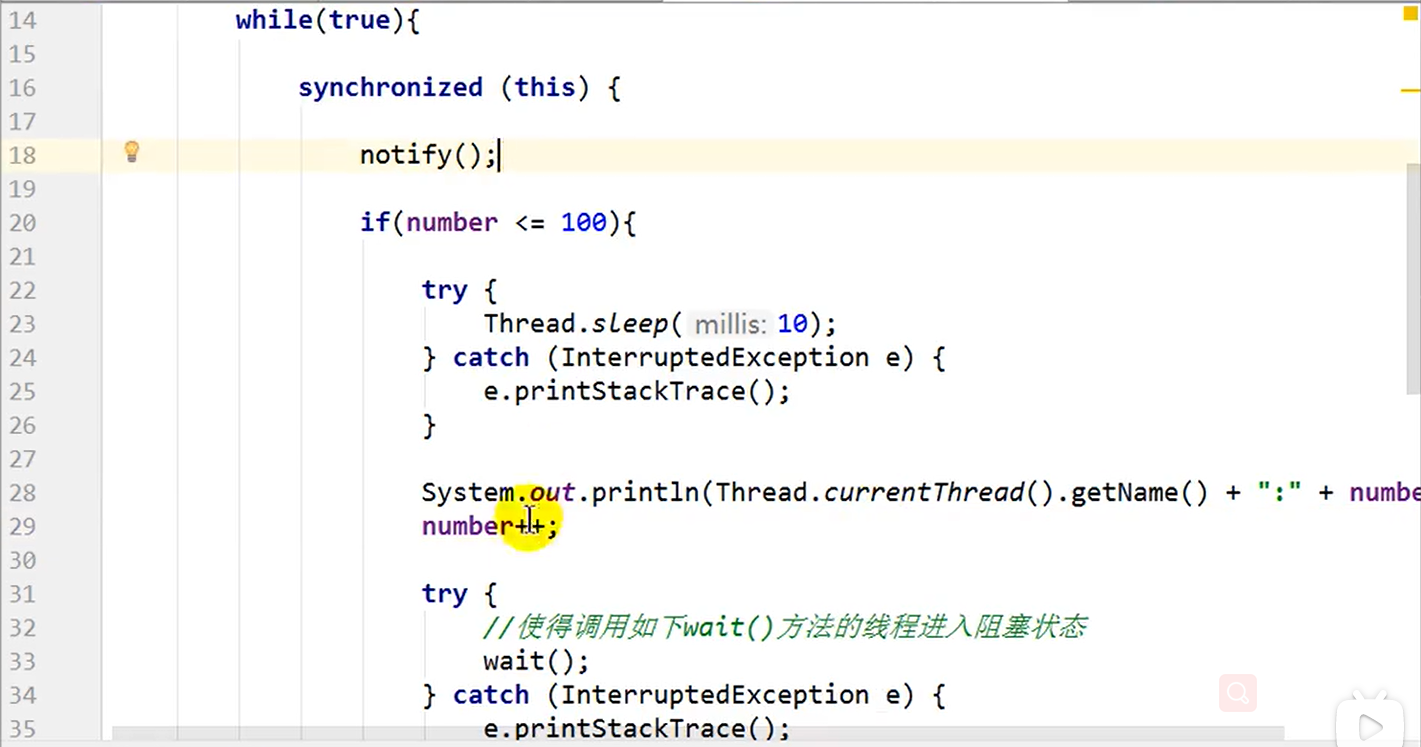 14 while(true){
15
16 synchronized (this) {
17
18 notify();
19
20 if(number <= 100){
21
22 try {
23 Thread.sleep( millis: 10);
24 } catch (InterruptedException e) {
25 e.printStackTrace();
26 }
27
28 System.out.println(Thread.currentThread().getName() + ":" + numbe
29 number++;
30
31 try {
32 //使得调用如下wait()方法的线程进入阻塞状态
33 wait();
34 } catch (InterruptedException e) {
35 e.printStackTrace();